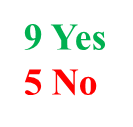 9 Yes
5 No